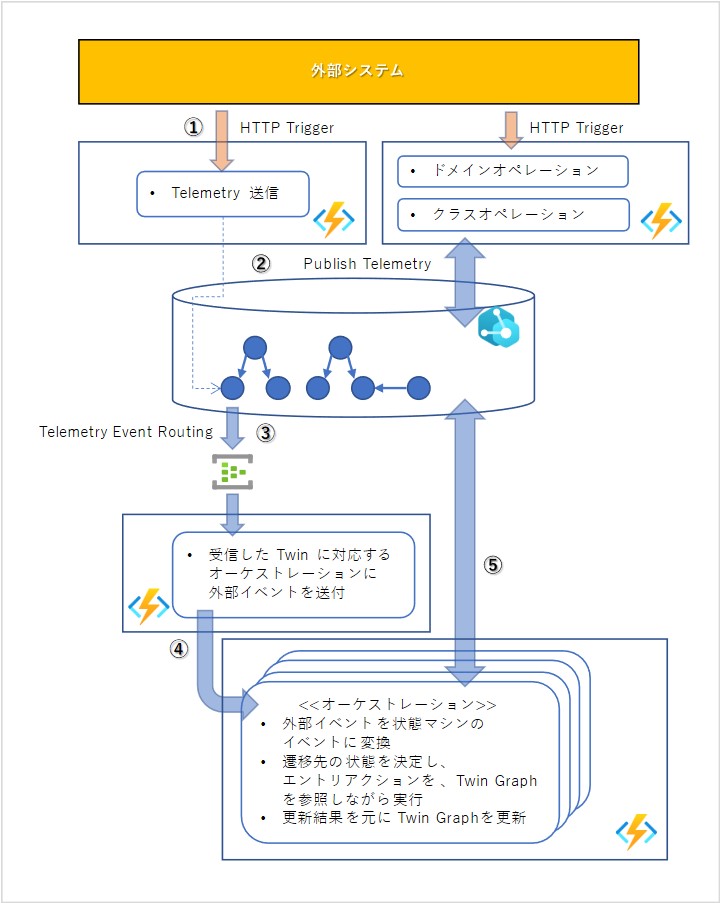 外部システム
① HTTP Trigger
HTTP Trigger
• Telemetry 送信
• ドメインオペレーション
• クラスオペレーション
② Publish Telemetry
Telemetry Event Routing ③
• 受信した Twin に対応する
オーケストレーションに
外部イベントを送付
⑤
④
<<オーケストレーション>>
• 外部イベントを状態マシンの
イベントに変換
• 遷移先の状態を決定し、
エントリアクションを、Twin Graph
を参照しながら実行
• 更新結果を元に Twin Graphを更新